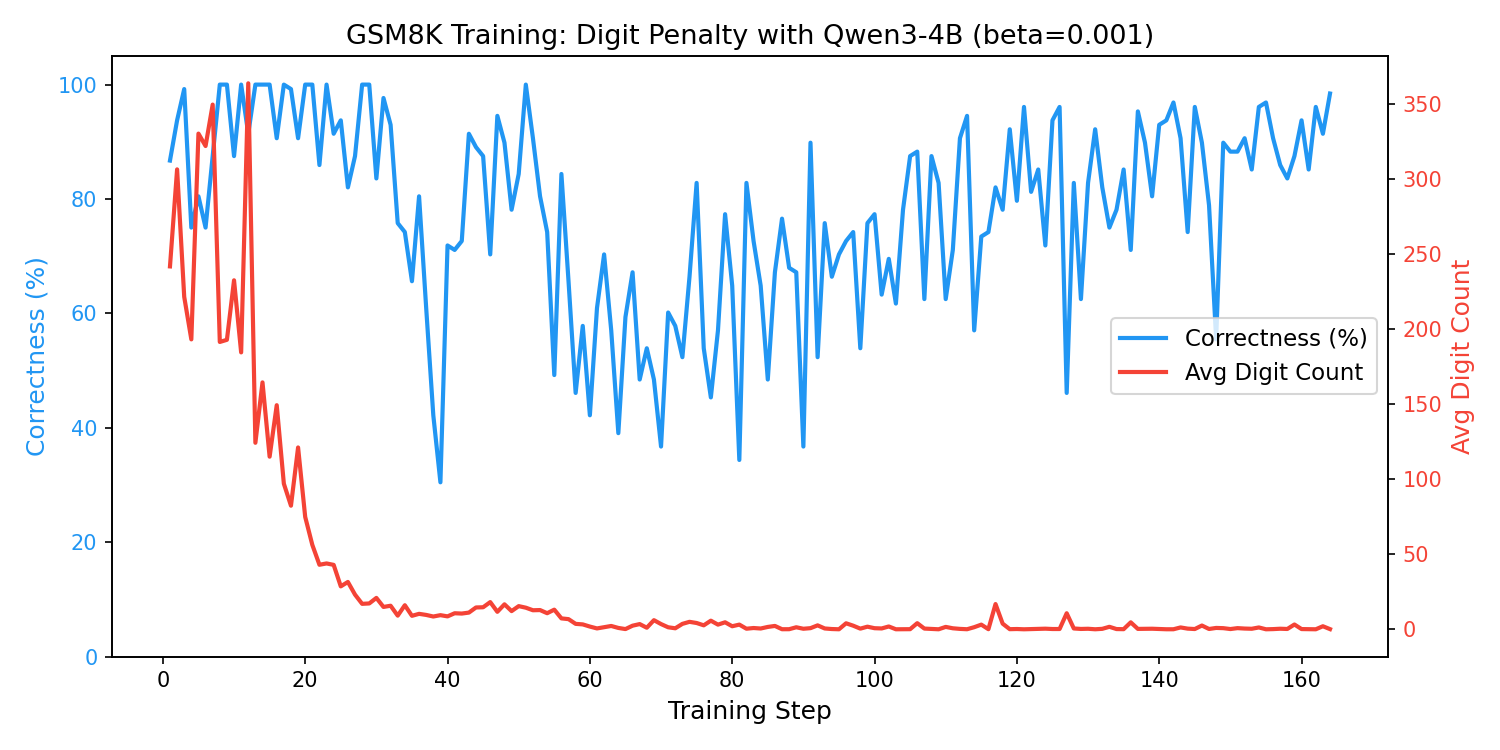 GSM8K Training: Digit Penalty with Qwen3-4B (beta=0.001)
100
80
60
40
20
0
Correctness (%)
350
300
250
200
150
100
50
0
Avg Digit Count
Correctness (%)
Avg Digit Count
0 20 40 60 80 100 120 140 160
Training Step